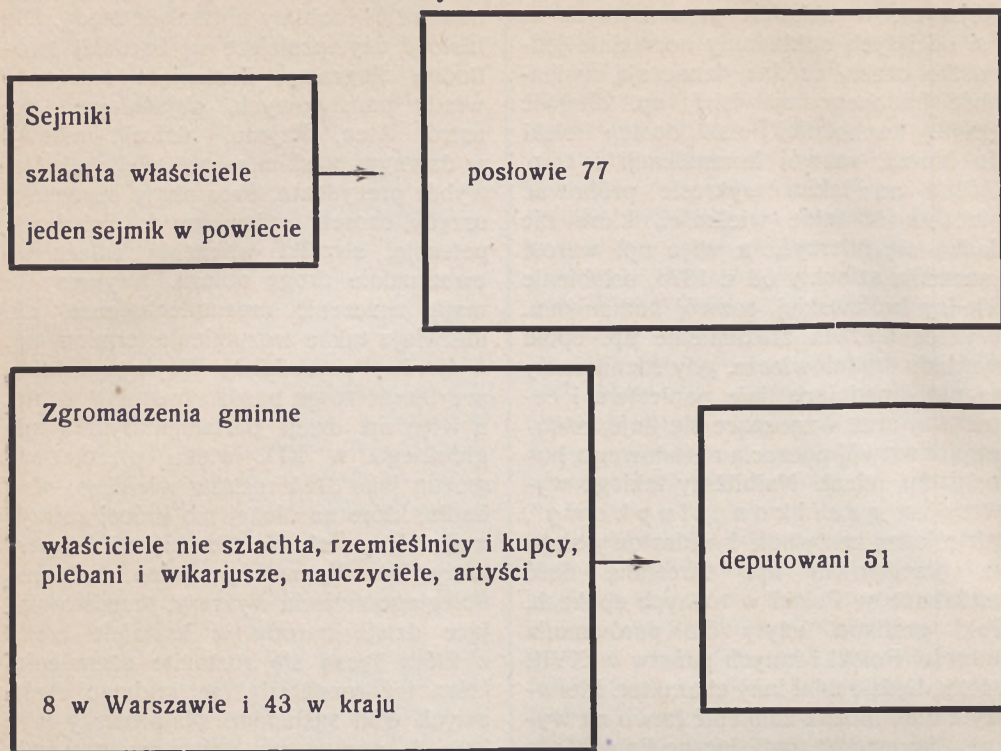 Sejmiki
szlachta właściciele
jeden sejmik w powiecie
posłowie 77
Zgromadzenia gminne
właściciele nie szlachta, rzemieślnicy i kupcy,
plebani i wikarjusze, nauczyciele, artyści
8 w Warszawie i 43 w kraju
deputowani 51